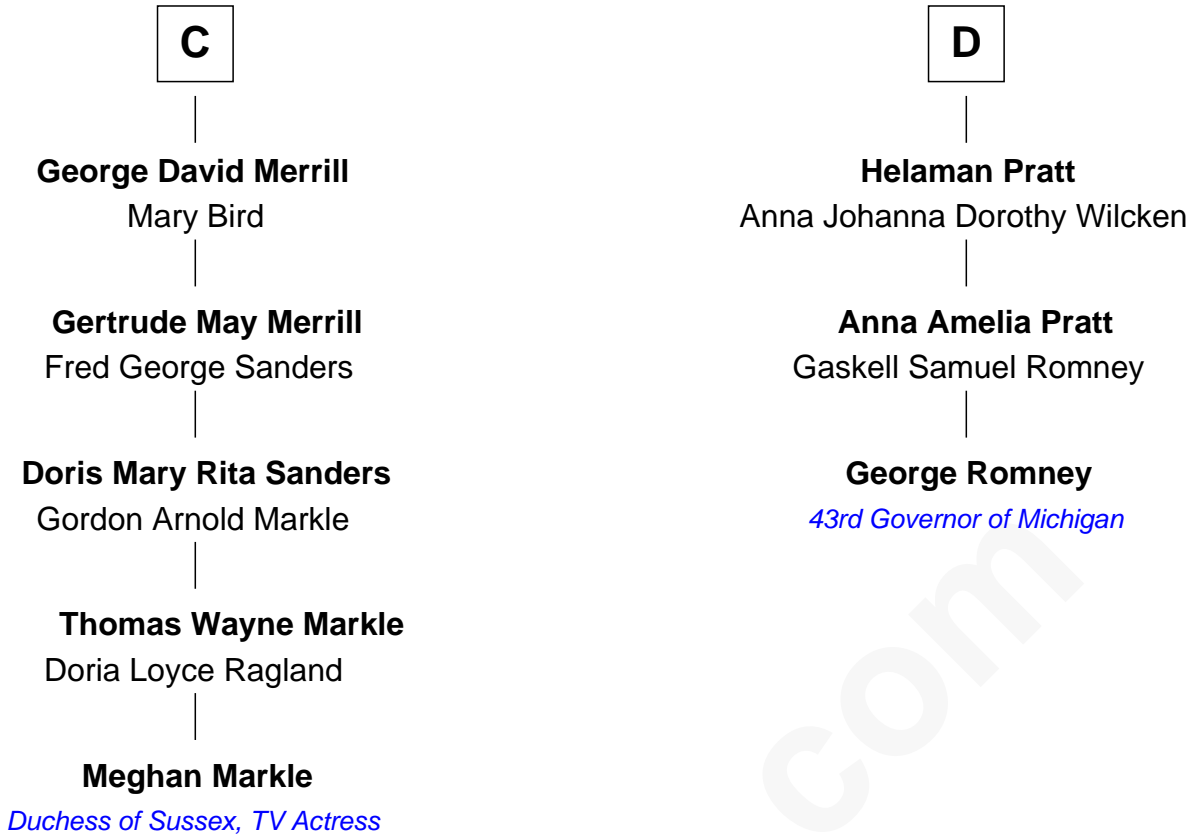 C
George David Merrill
Mary Bird
Gertrude May Merrill
Fred George Sanders
Doris Mary Rita Sanders
Gordon Arnold Markle
Thomas Wayne Markle
Doria Loyce Ragland
Meghan Markle
Duchess of Sussex, TV Actress
D
Helaman Pratt
Anna Johanna Dorothy Wilcken
Anna Amelia Pratt
Gaskell Samuel Romney
George Romney
43rd Governor of Michigan
com